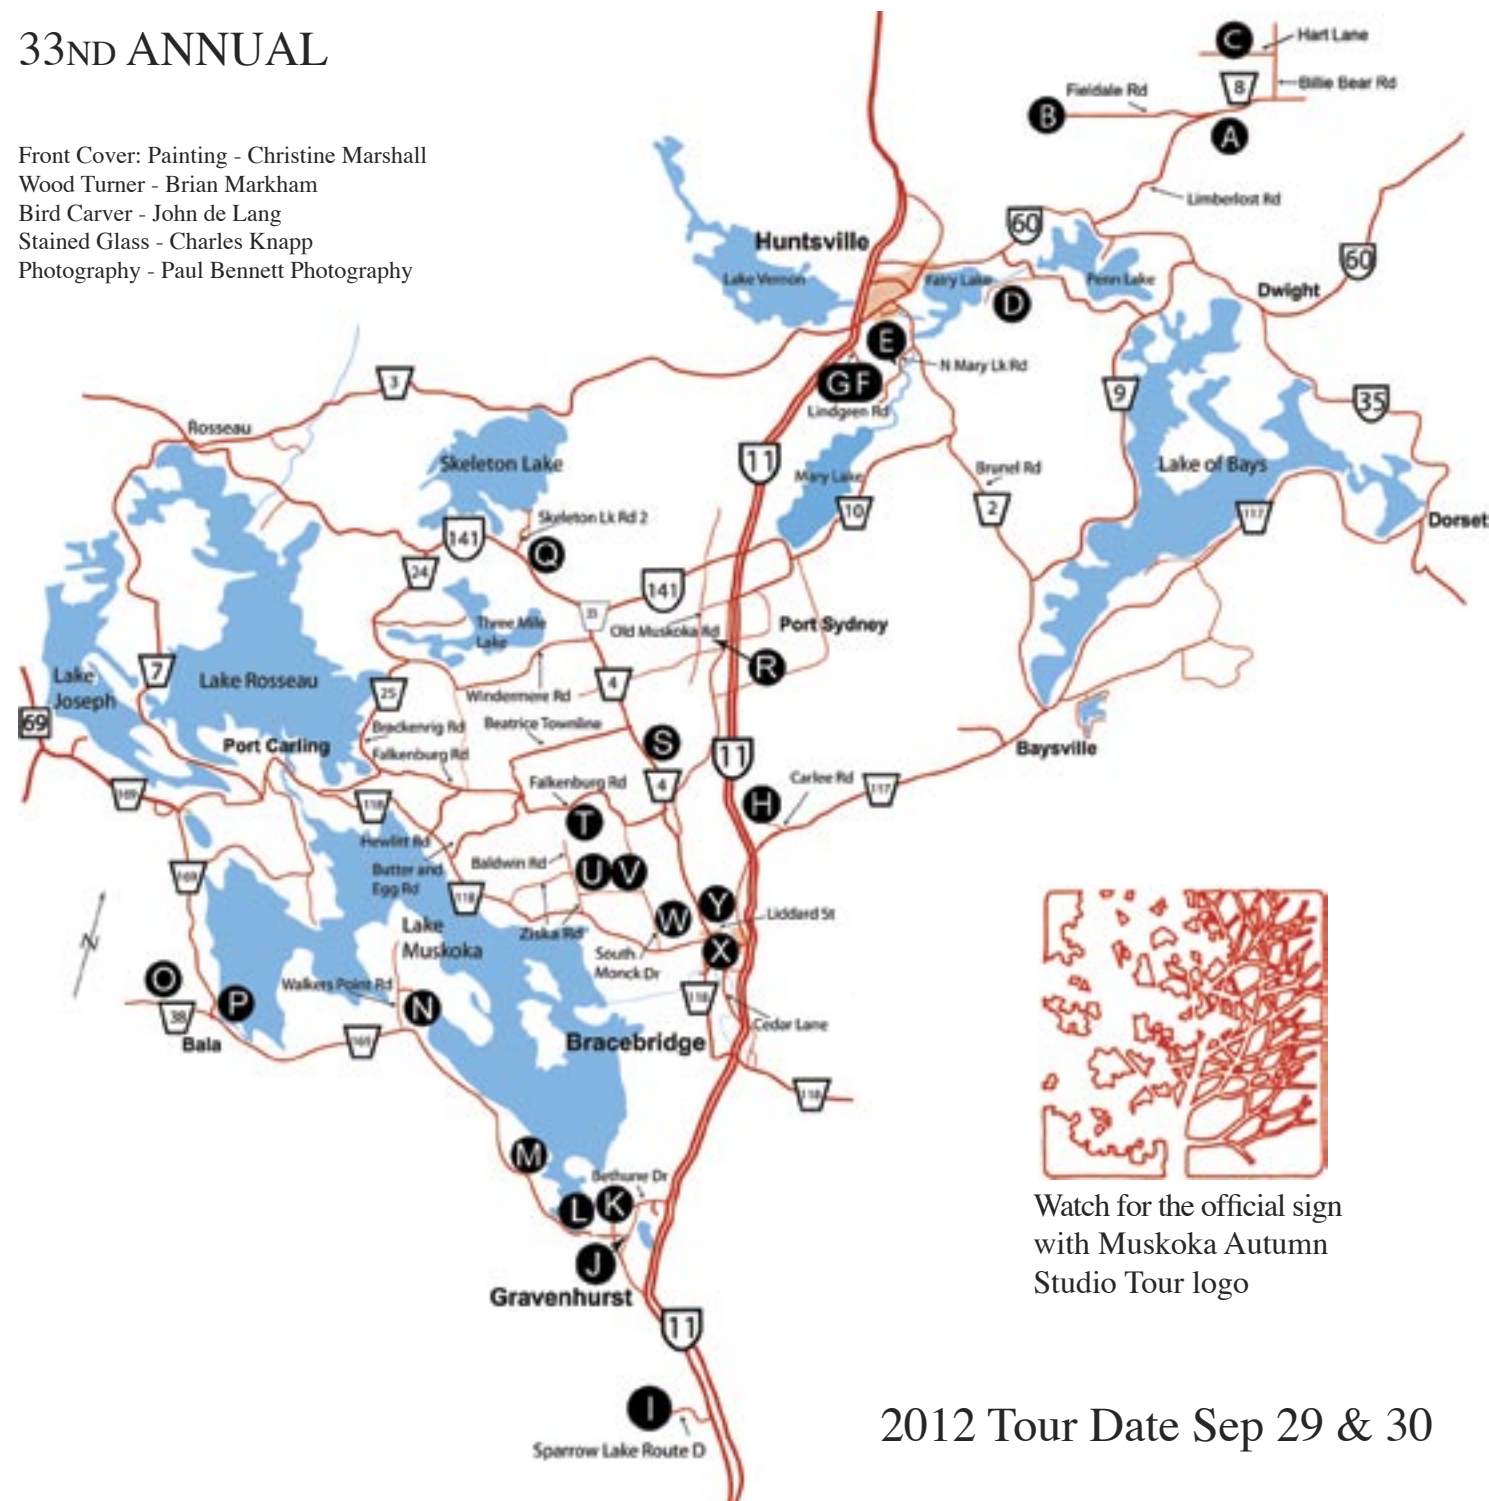 33ND ANNUAL
Front Cover: Painting - Christine Marshall
Wood Turner - Brian Markham
Bird Carver - John de Lang
Stained Glass - Charles Knapp
Photography - Paul Bennett Photography
C
Hart Lane
8
Billie Bear Rd
Fieldale Rd
B
A
Limberlost Rd
60
Huntsville
60
Lake Vernon
Fairy Lake
Penn Lake
Dwight
D
E
N Mary Lk Rd
G F
3
9
35
Lindgren Rd
Rosseau
11
Skeleton Lake
Mary Lake
Brunel Rd
Lake of Bays
10
2
117
Dorset
Skeleton Lk Rd 2
141
Q
24
141
Three Mile
Lake
Old Muskoka Rd
Port Sydney
R
7
Lake
Joseph
Lake Rosseau
25
4
Windermere Rd
69
Brackenrig Rd
Beatrice Townline
Port Carling
Falkenburg Rd
S
11
Baysville
Falkenburg Rd
4
Carlee Rd
117
169
118
H
T
Hewlitt Rd
Butter and
Egg Rd
Baldwin Rd
U V
169
118
Lake
Muskoka
Ziska Rd
W
Y
Liddard St
South
Monck Dr
X
N
O
P
Walkers Point Rd
N
118
38
Bala
169
Cedar Lane
Bracebridge
118
M
Bethune Dr
L
K
J
Gravenhurst
11
I
Sparrow Lake Route D
Watch for the official sign
with Muskoka Autumn
Studio Tour logo
2012 Tour Date Sep 29 & 30